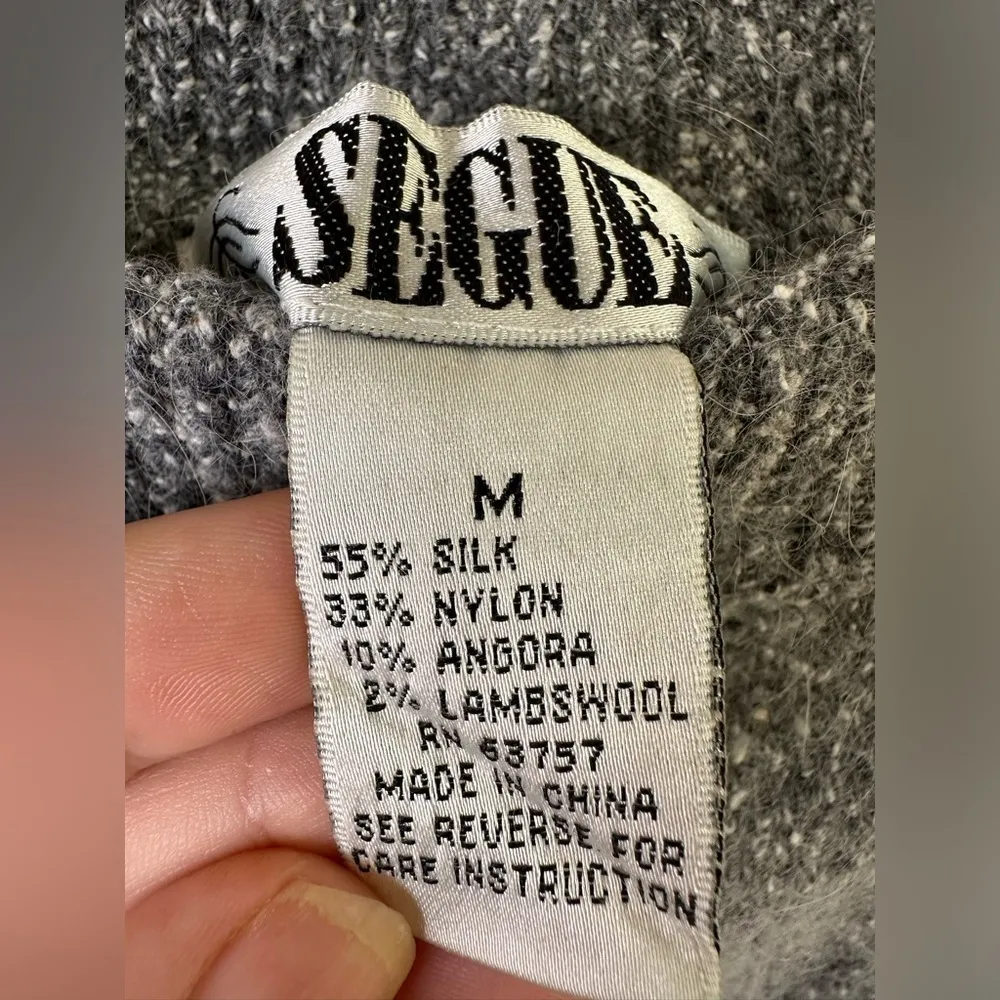 SEGUE
M
55% SILK
33% NYLON
10% ANGORA
2% LAMBSWOOL
RN 63757
MADE IN CHINA
SEE REVERSE FOR
CARE INSTRUCTION